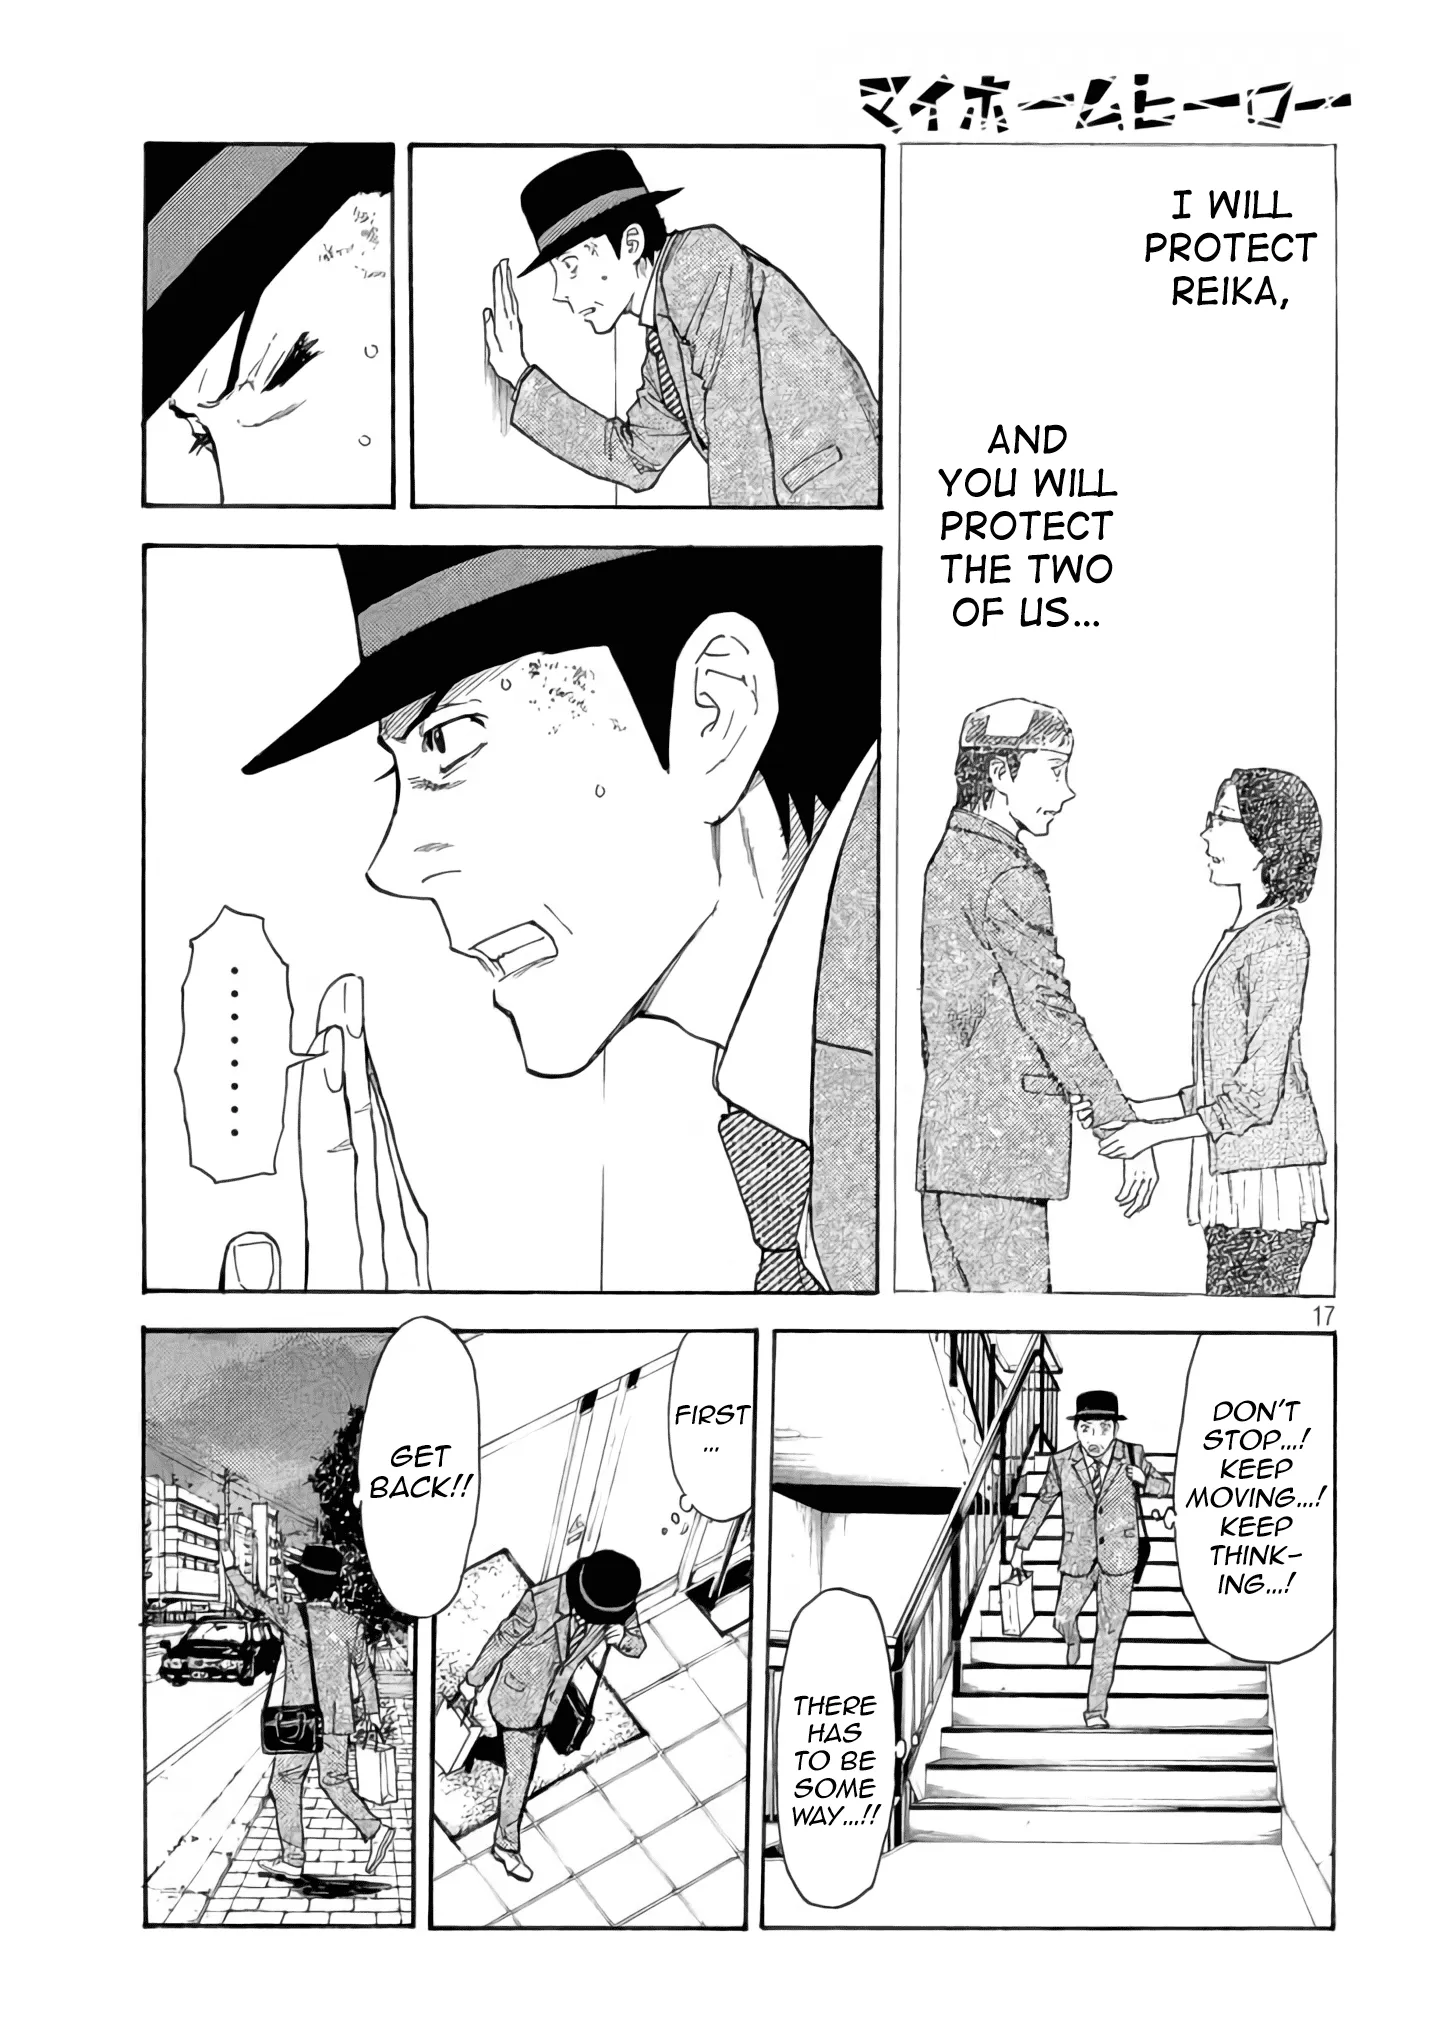 マイホームヒーロー
I WILL
PROTECT
REIKA,
AND
YOU WILL
PROTECT
THE TWO
OF US...
17
DON'T
STOP...!
KEEP
MOVING...!
KEEP
THINK-
ING...!
THERE
HAS
TO BE
SOME
WAY...!!
FIRST
...
GET
BACK!!